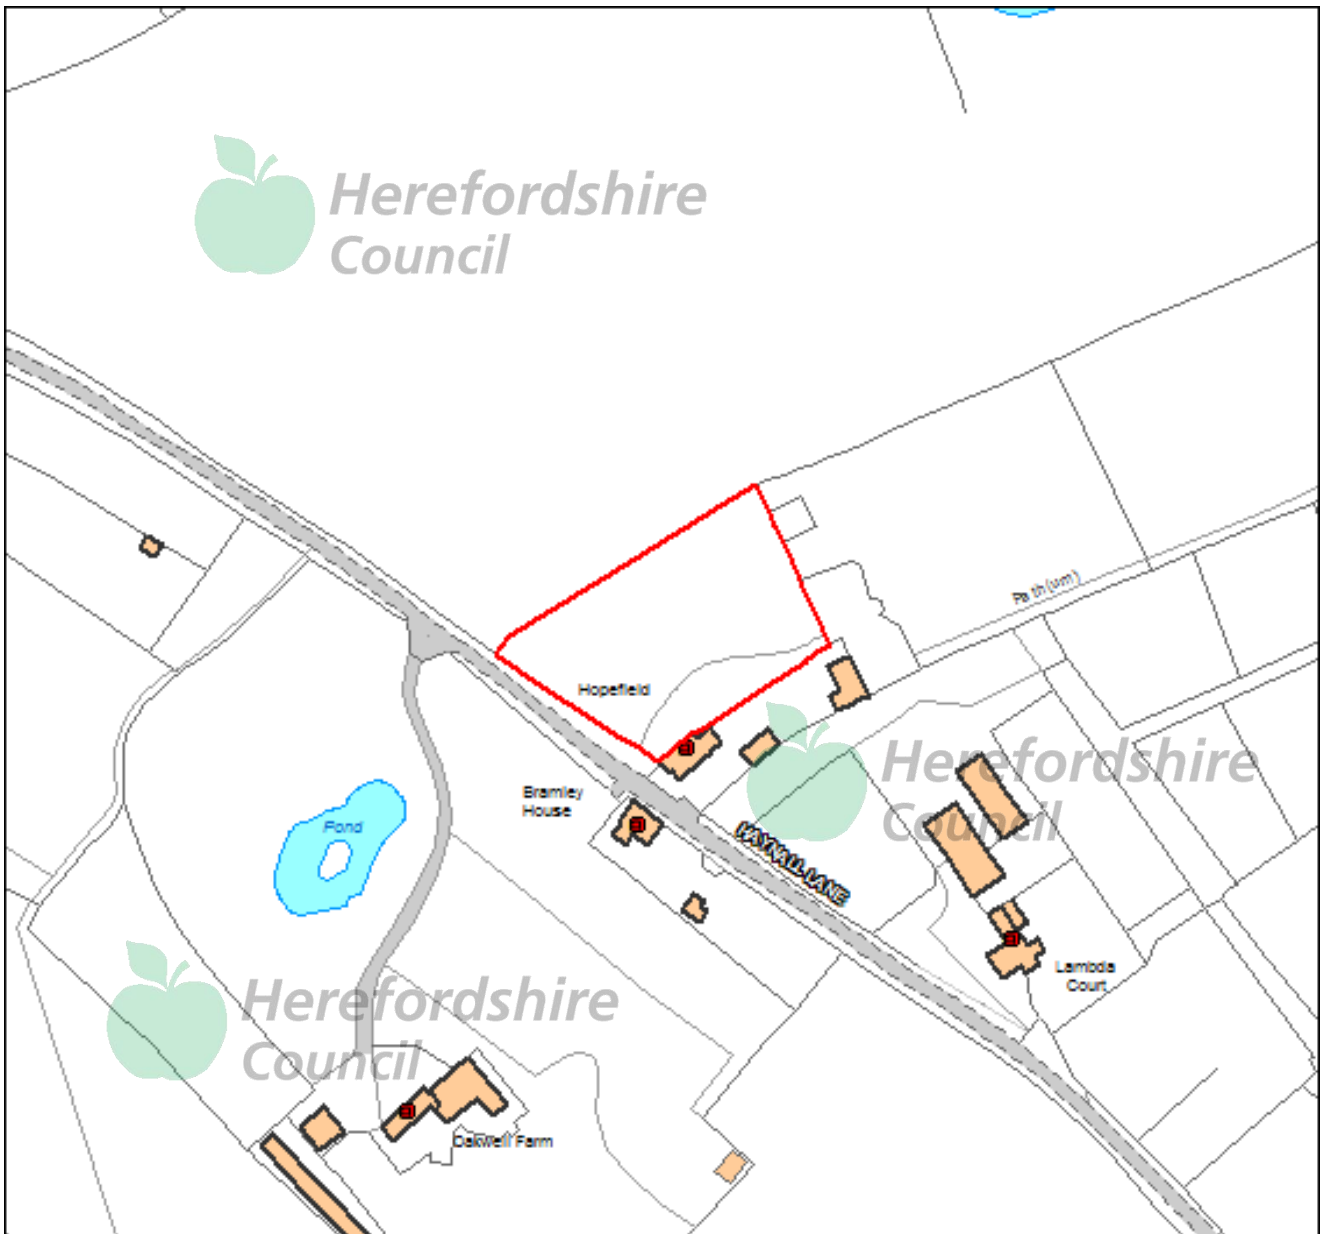 Herefordshire
Council
Path (um)
Hopefield
Herefordshire
Council
Bramley
House
Pond
HAYNALL LANE
Lambda
Court
Herefordshire
Council
Oakwell Farm